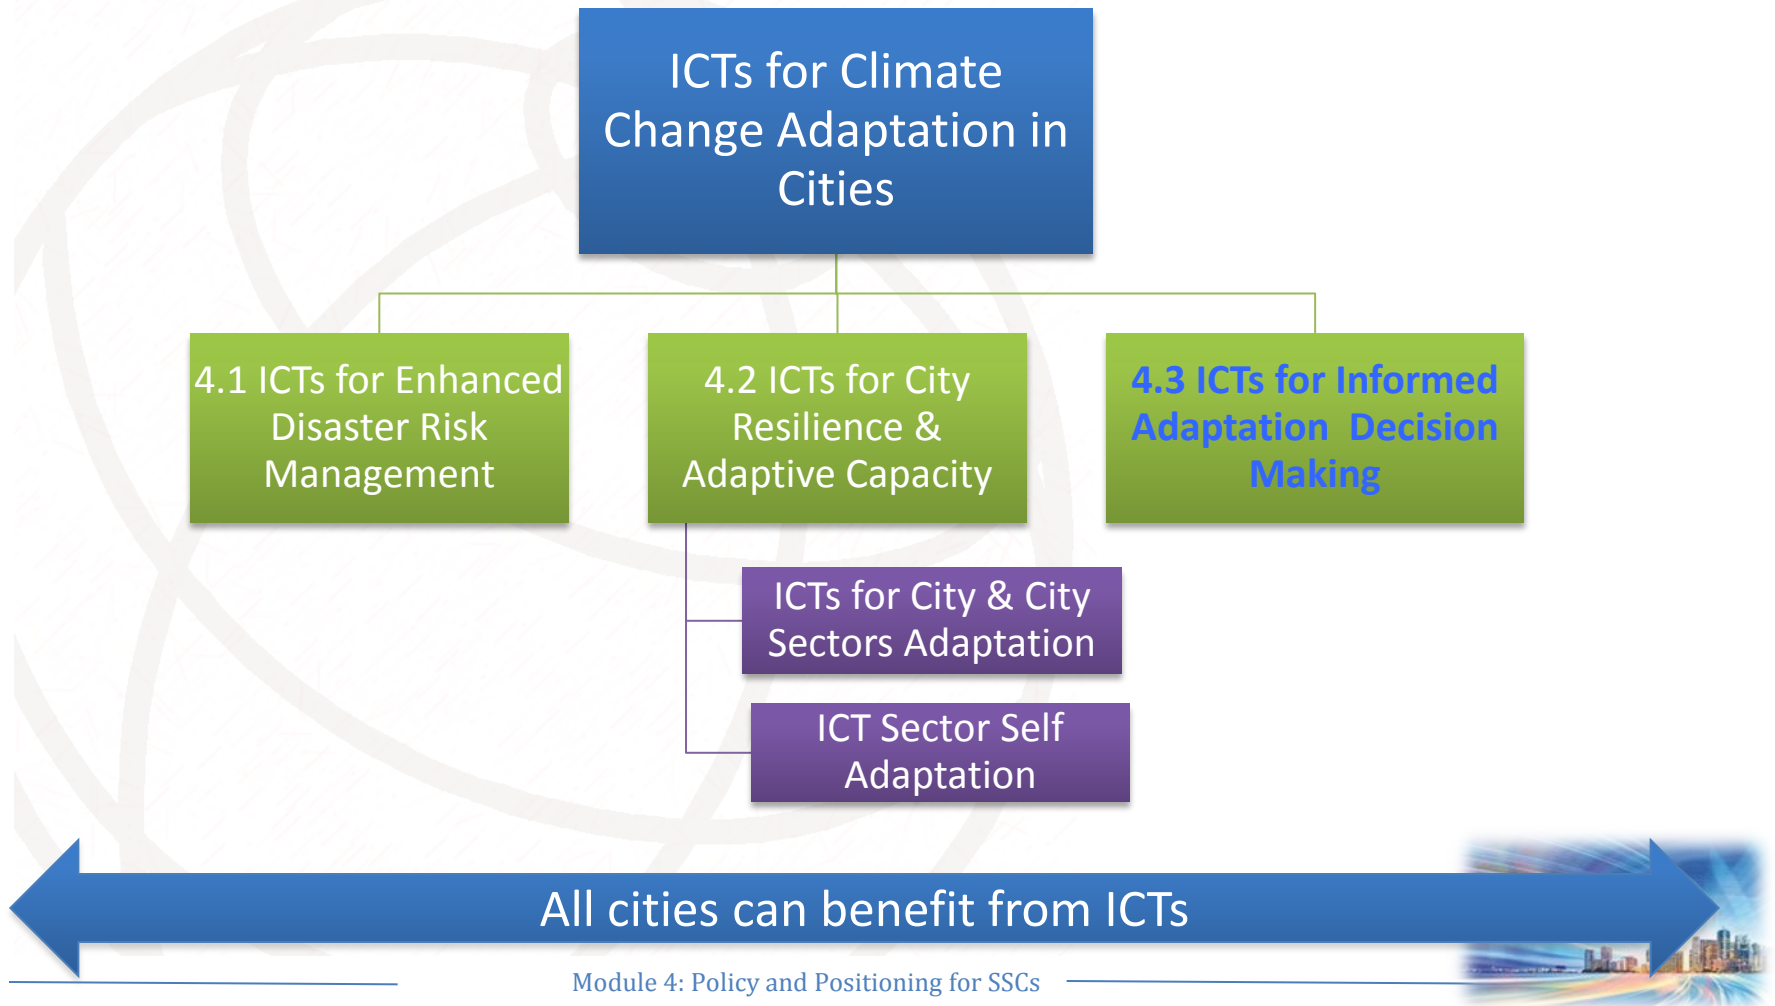 ICTs for Climate
Change Adaptation in
Cities
4.1 ICTs for Enhanced
Disaster Risk
Management
4.2 ICTs for City
Resilience &
Adaptive Capacity
4.3 ICTs for Informed
Adaptation  Decision
Making
ICTs for City & City
Sectors Adaptation
ICT Sector Self
Adaptation
All cities can benefit from ICTs
Module 4: Policy and Positioning for SSCs